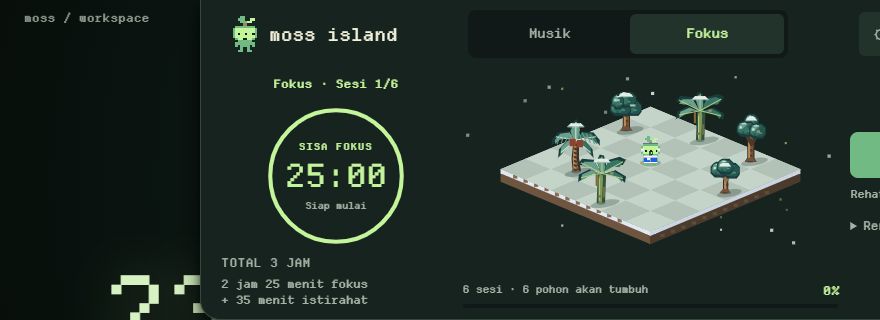 moss / workspace
moss island
Musik
Fokus
Fokus · Sesi 1/6
SISA FOKUS
25:00
Siap mulai
TOTAL 3 JAM
2 jam 25 menit fokus
+ 35 menit istirahat
6 sesi · 6 pohon akan tumbuh
0%